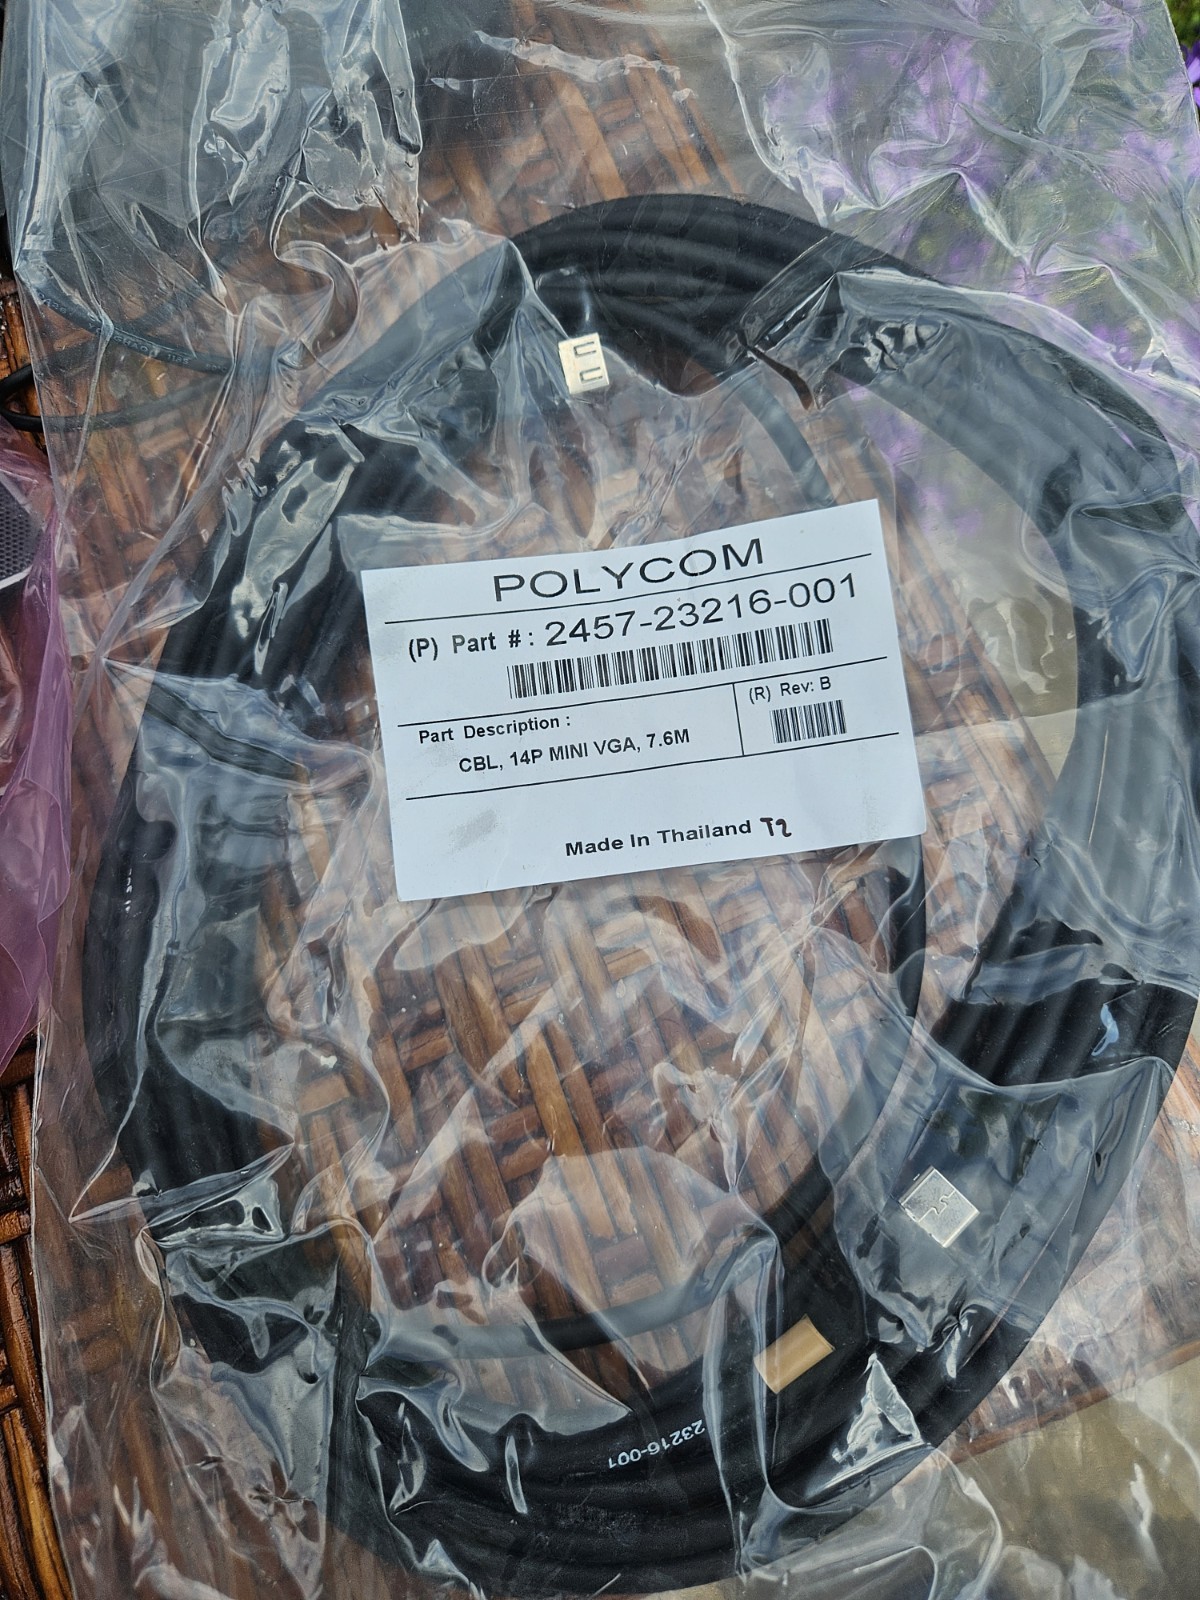 POLYCOM
(P) Part #: 2457-23216-001
Part Description :
CBL, 14P MINI VGA, 7.6M
(R) Rev: B
Made In Thailand T2
23216-001